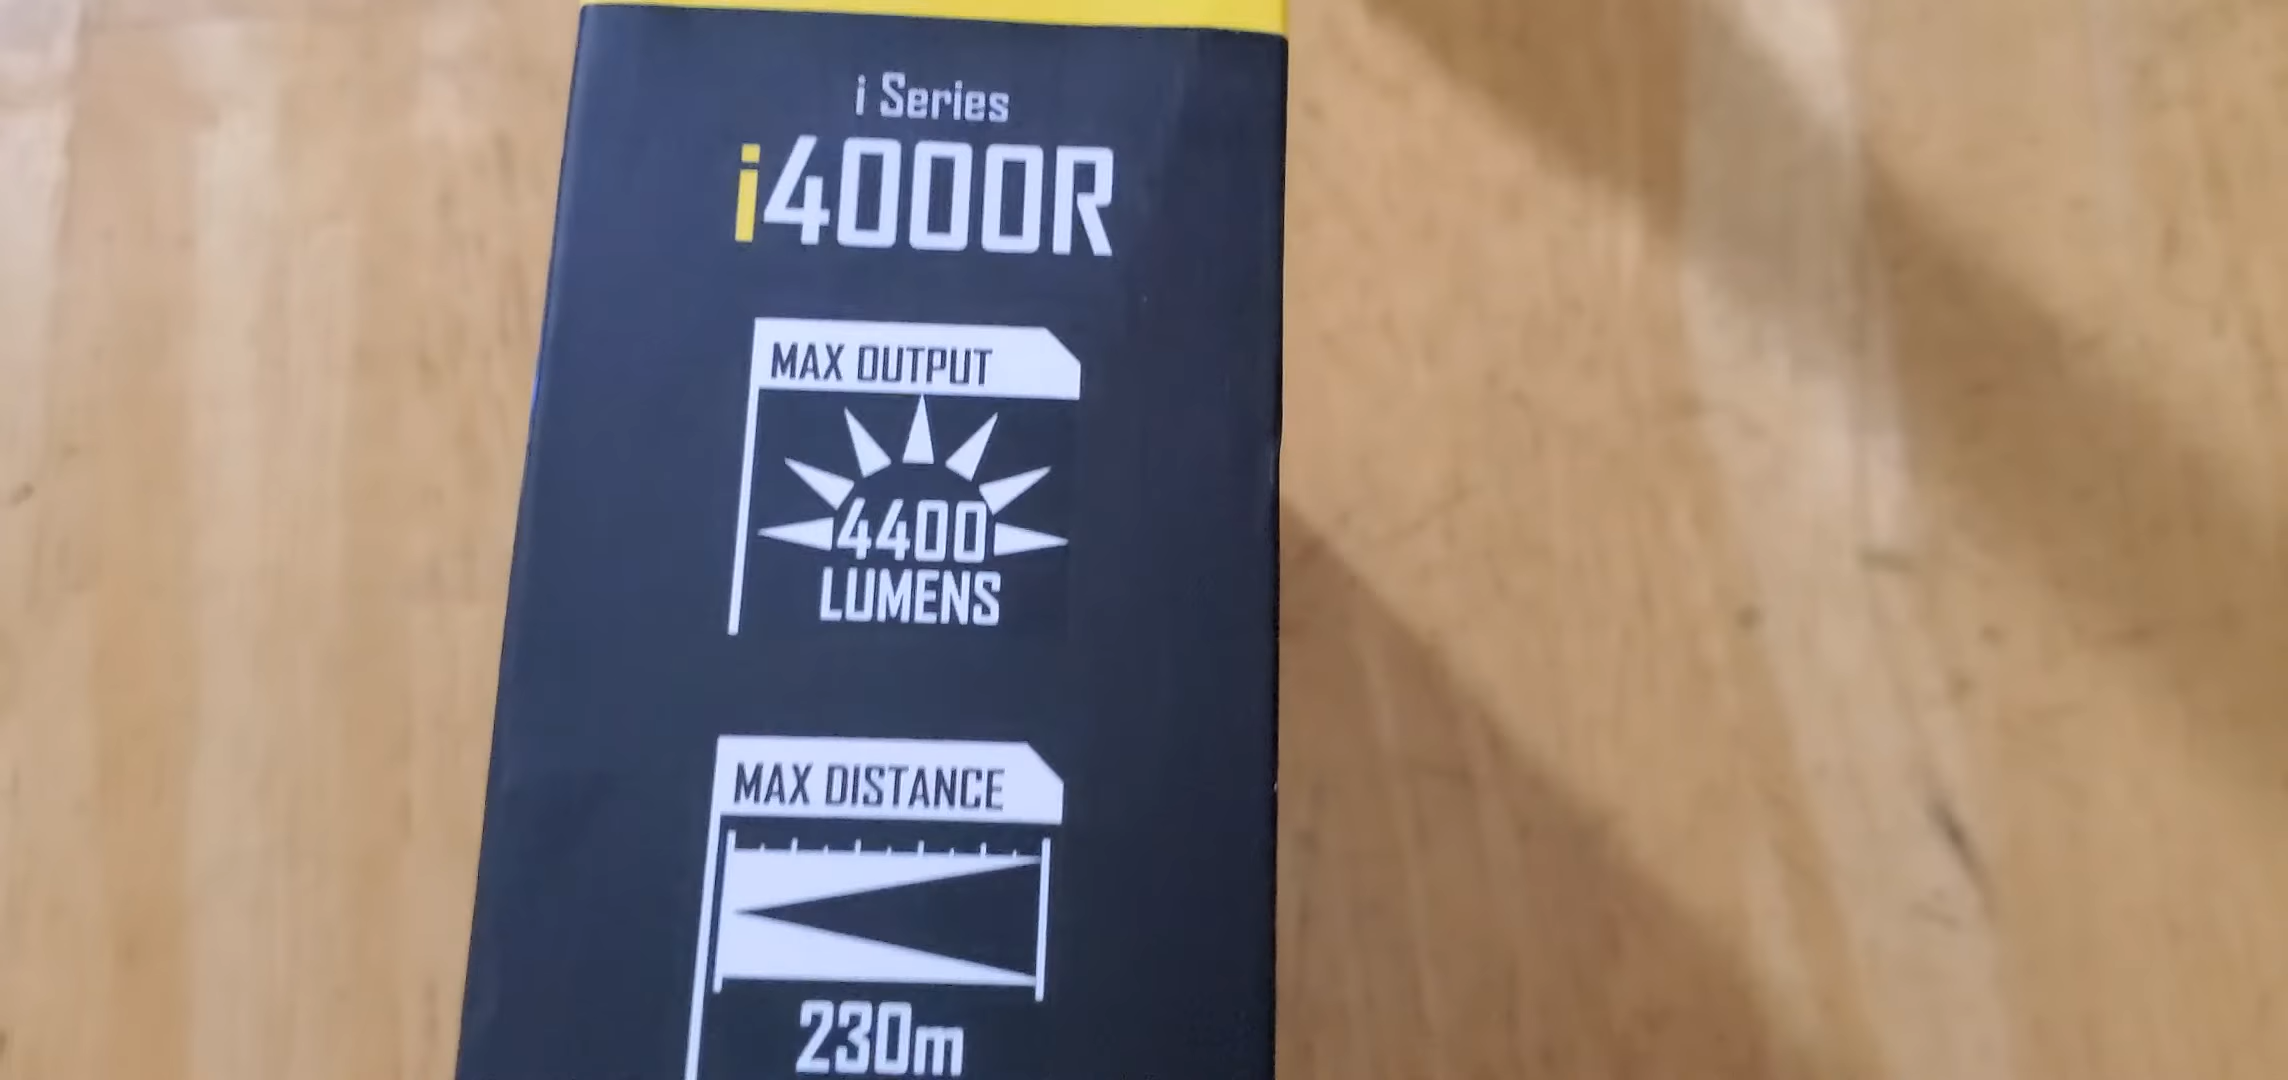 i Series
i4000R
MAX OUTPUT
4400
LUMENS
MAX DISTANCE
230m